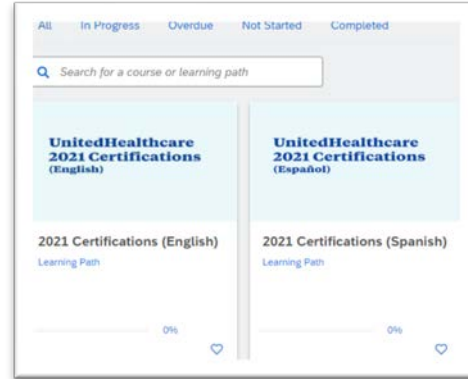 All In Progress Overdue Not Started Completed
Search for a course or learning path
UnitedHealthcare
2021 Certifications
(English)
UnitedHealthcare
2021 Certifications
(Español)
2021 Certifications (English)
Learning Path
0%
2021 Certifications (Spanish)
Learning Path
0%